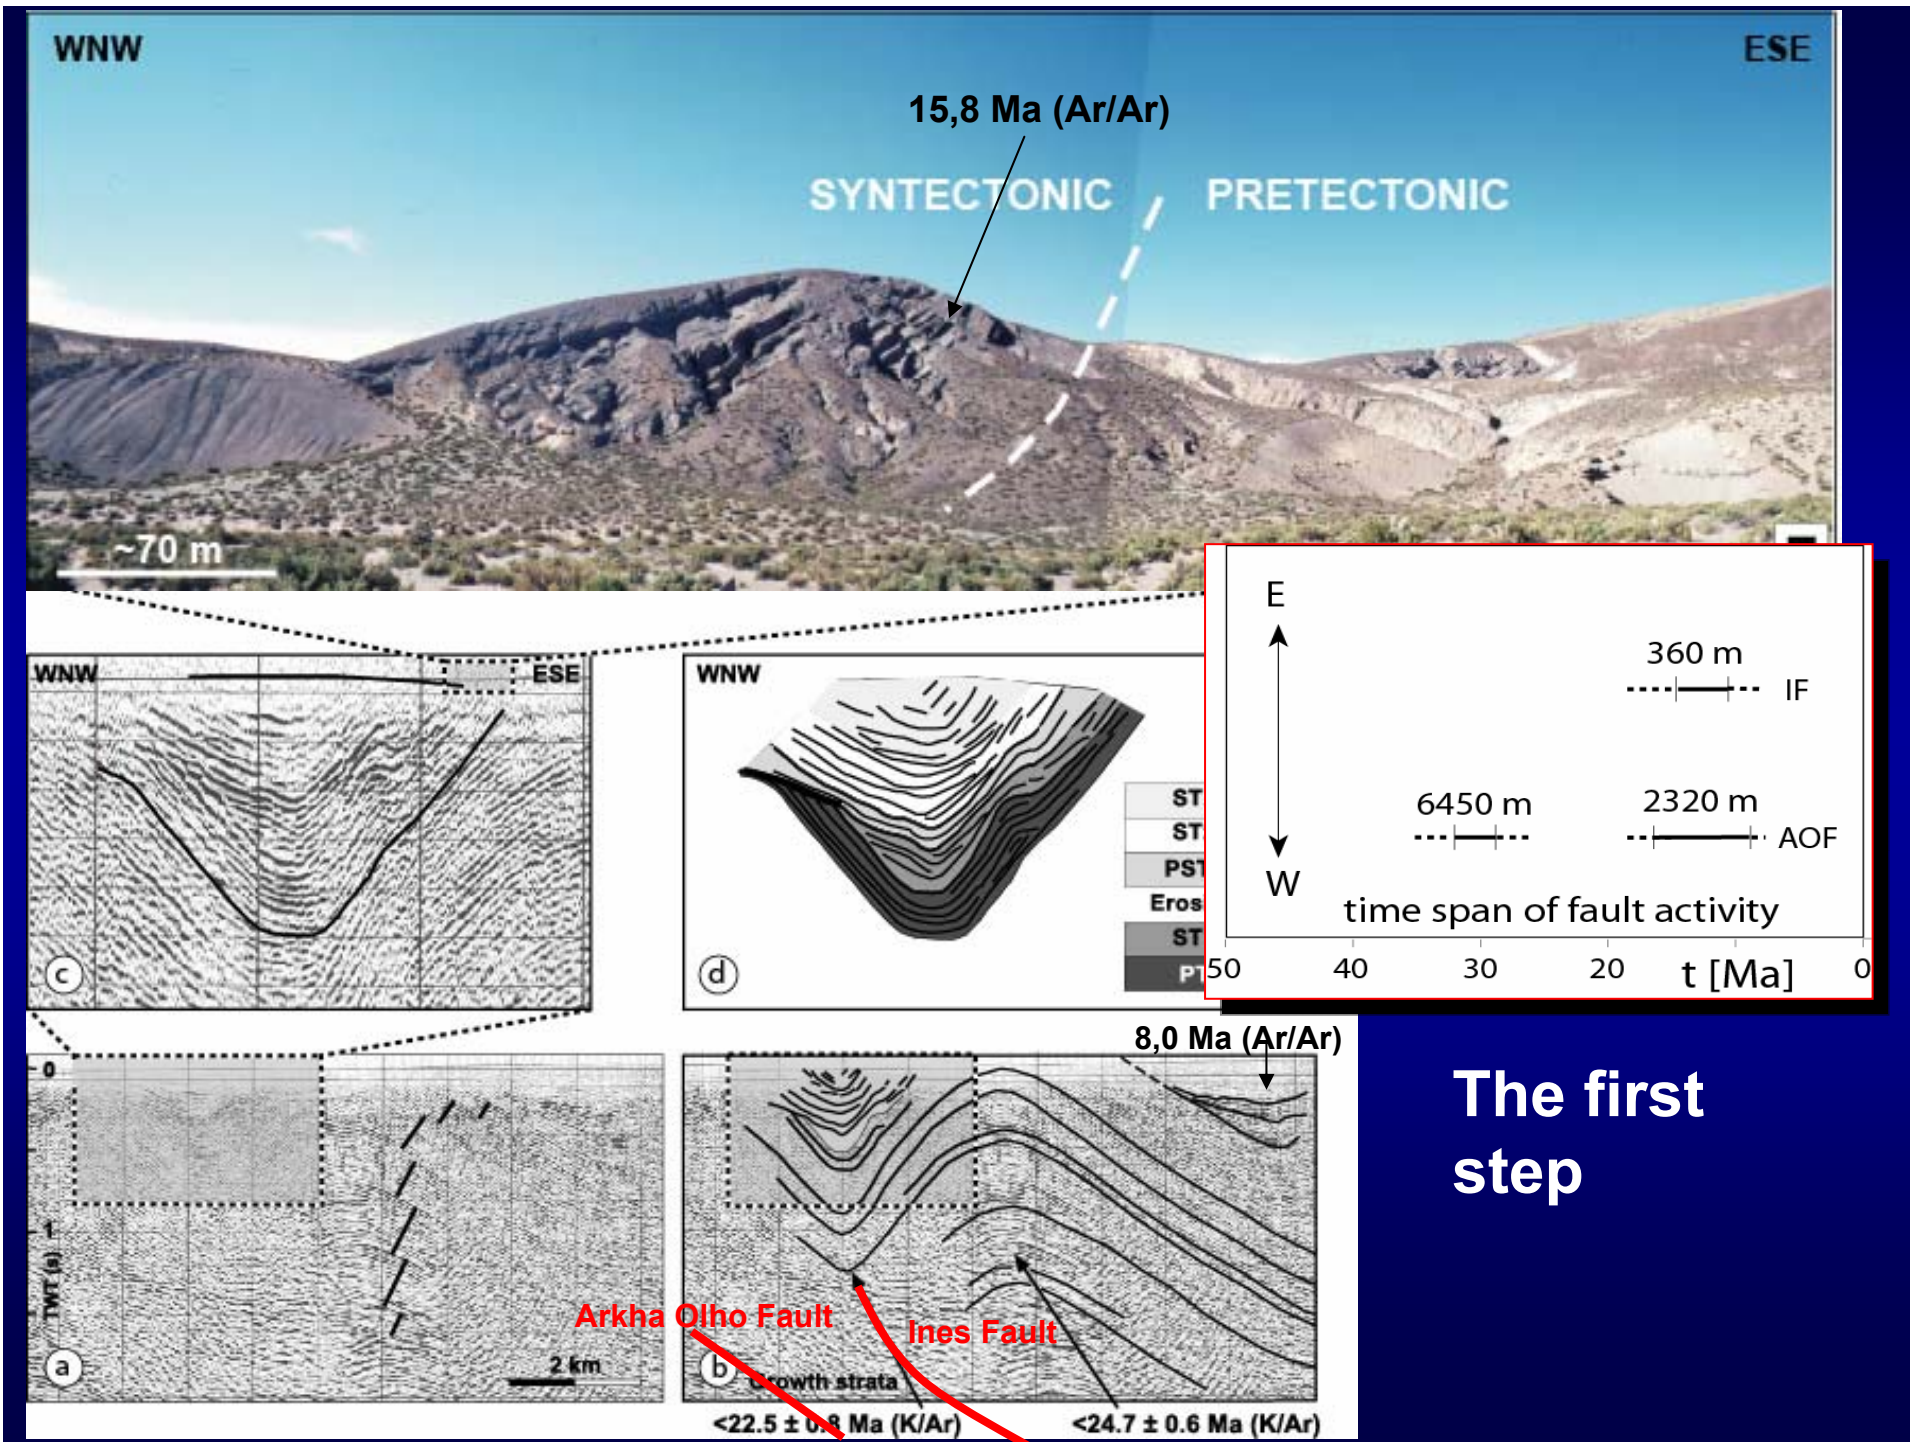 WNW
ESE
15,8 Ma (Ar/Ar)
SYNTECTONIC
PRETECTONIC
~70 m
WNW
ESE
c
WNW
d
ST
ST
PST
Eros
ST
P
E
W
360 m
IF
6450 m
2320 m
AOF
time span of fault activity
50
40
30
20
t [Ma]
0
0
1
TWT (s)
a
2 km
8,0 Ma (Ar/Ar)
Arkha Olho Fault
Ines Fault
b
Growth strata
<22.5 ± 0.8 Ma (K/Ar)
<24.7 ± 0.6 Ma (K/Ar)
The first
step